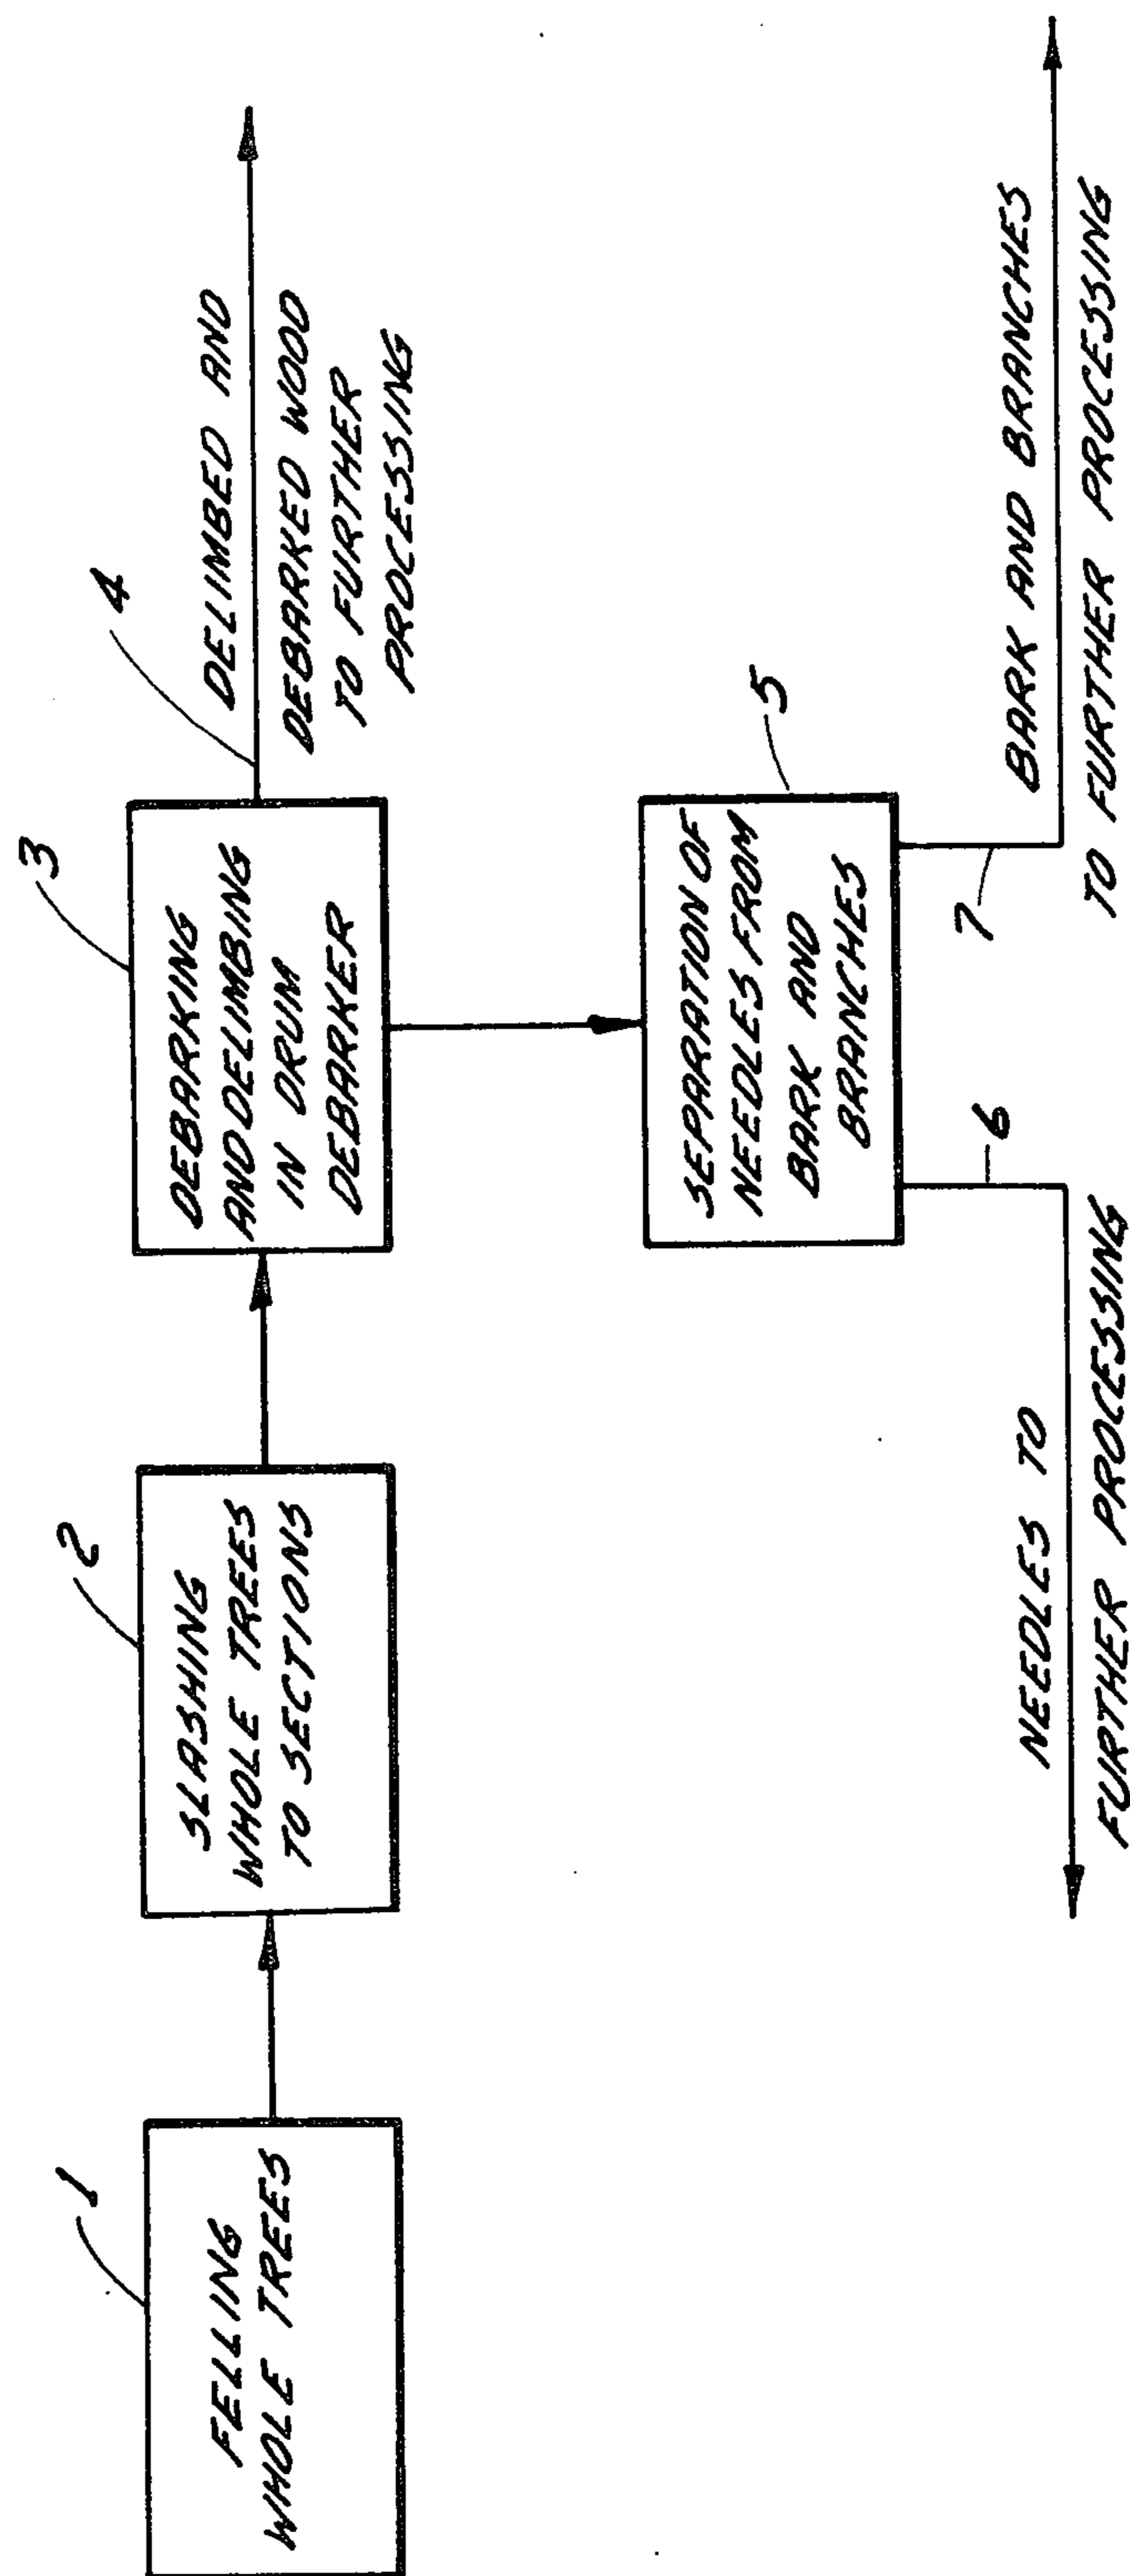 1
FELLING
WHOLE TREES
2
SLASHING
WHOLE TREES
TO SECTIONS
3
DEBARKING
AND DELIMBING
IN DRUM
DEBARKER
4
DELIMBED AND
DEBARKED WOOD
TO FURTHER
PROCESSING
5
SEPARATION OF
NEEDLES FROM
BARK AND
BRANCHES
6
NEEDLES TO
FURTHER PROCESSING
7
BARK AND BRANCHES
TO FURTHER PROCESSING